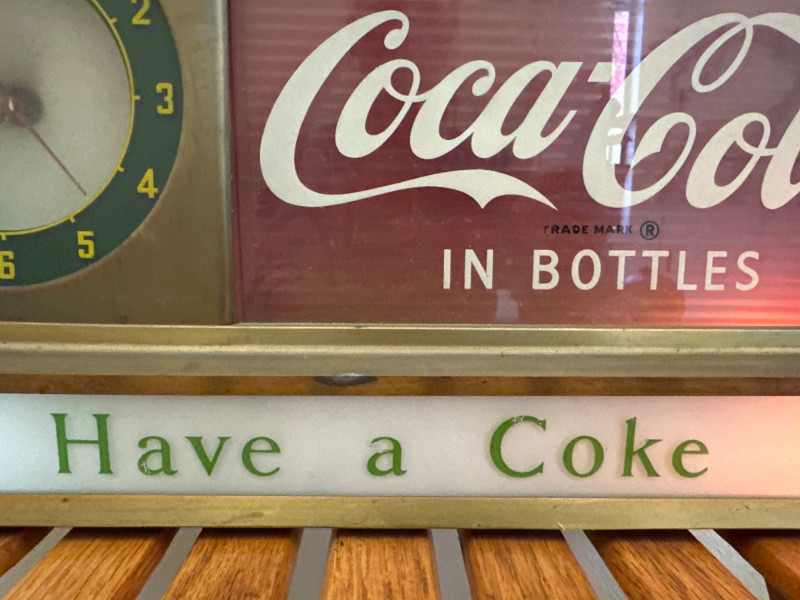 2
3
4
5
6
Coca-Col
TRADE MARK ®
IN BOTTLES
Have a Coke